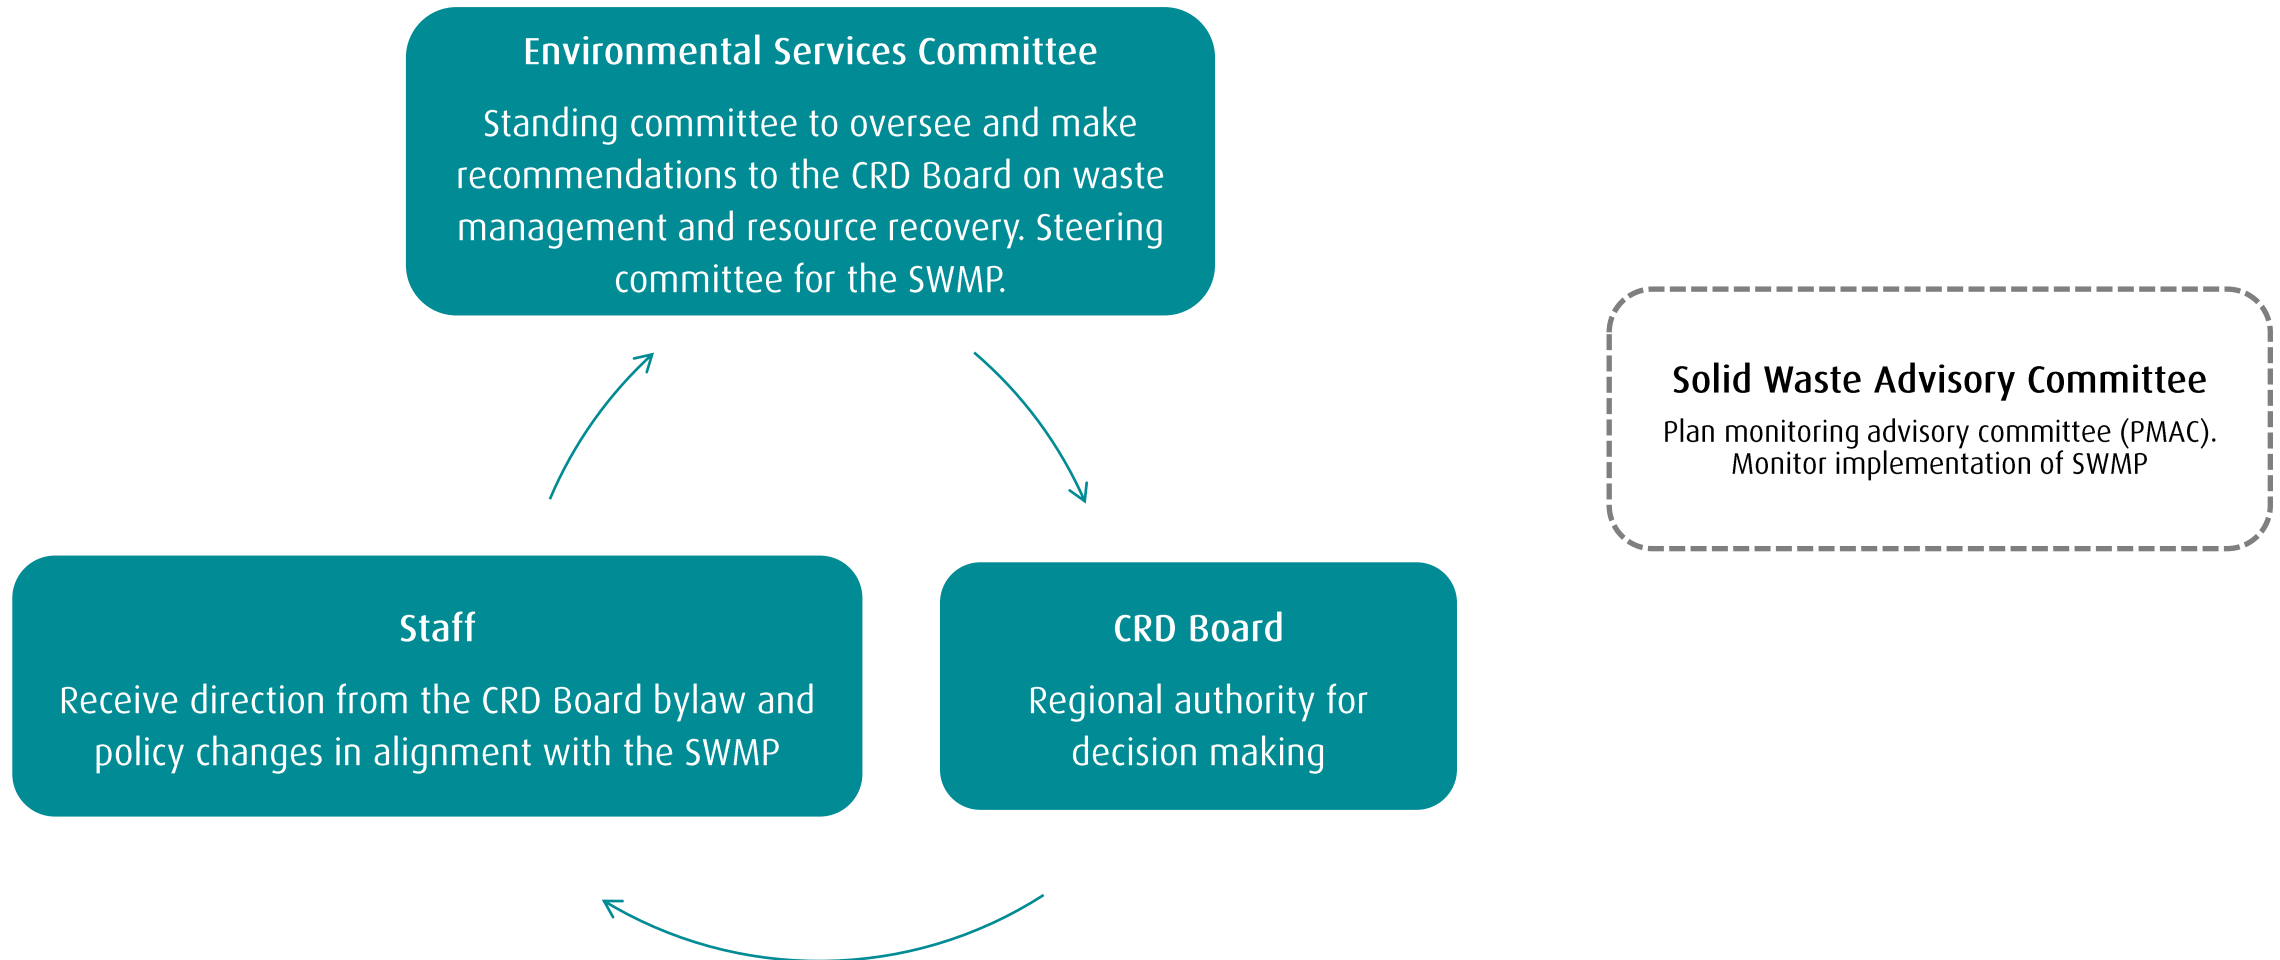 Environmental Services Committee
Standing committee to oversee and make
recommendations to the CRD Board on waste
management and resource recovery. Steering
committee for the SWMP.
Solid Waste Advisory Committee
Plan monitoring advisory committee (PMAC).
Monitor implementation of SWMP
Staff
Receive direction from the CRD Board bylaw and
policy changes in alignment with the SWMP
CRD Board
Regional authority for
decision making